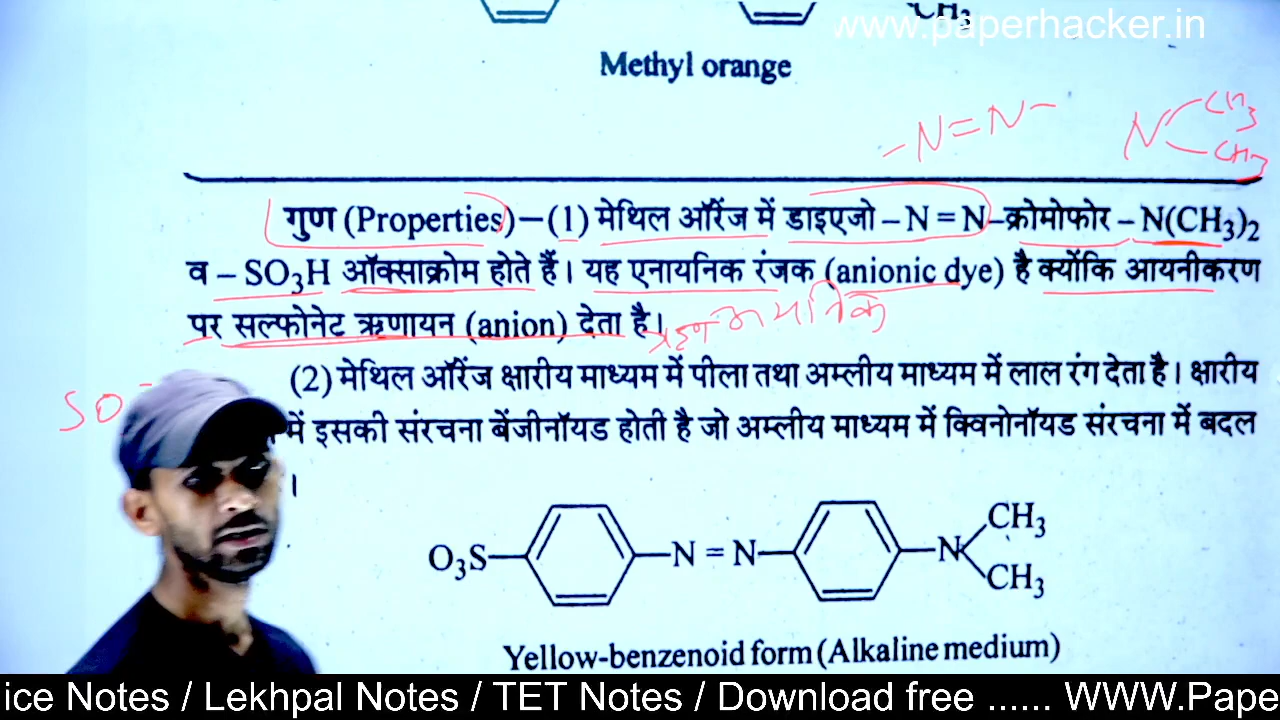 CH3
www.paperhacker.in
Methyl orange
-N=N-
N CH3
CH3
गुण (Properties)—(1) मेथिल ऑरेंज में डाइएजो – N = N–क्रोमोफोर – N(CH3)2
व – SO3H ऑक्साक्रोम होते हैं। यह एनायनिक रंजक (anionic dye) है क्योंकि आयनीकरण
पर सल्फोनेट ऋणायन (anion) देता है।
SO
(2) मेथिल ऑरेंज क्षारीय माध्यम में पीला तथा अम्लीय माध्यम में लाल रंग देता है। क्षारीय
में इसकी संरचना बेंजीनॉयड होती है जो अम्लीय माध्यम में क्विनोनॉयड संरचना में बदल
।
O3S N = N N CH3
CH3
Yellow-benzenoid form (Alkaline medium)
ice Notes / Lekhpal Notes / TET Notes / Download free ...... WWW.Pape